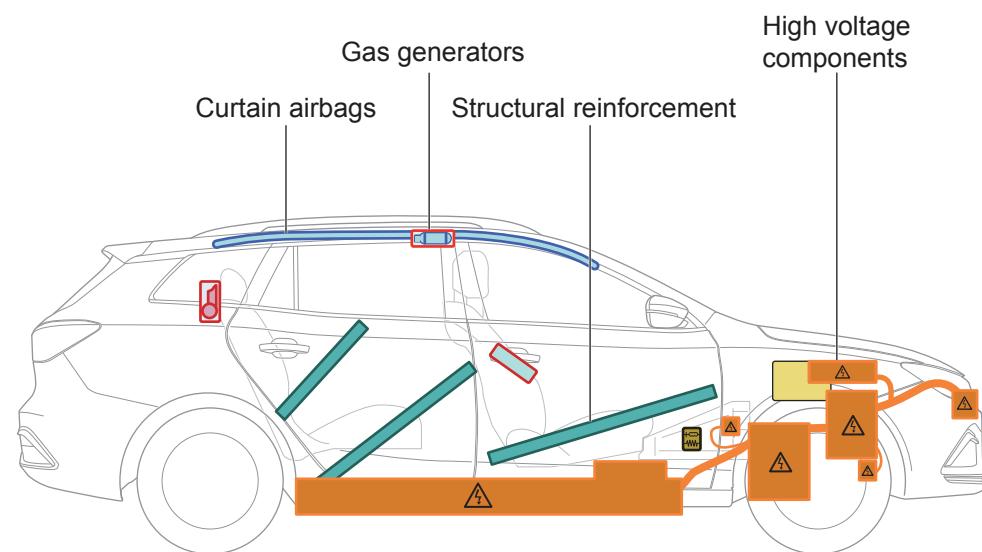 High voltage
components
Gas generators
Curtain airbags
Structural reinforcement